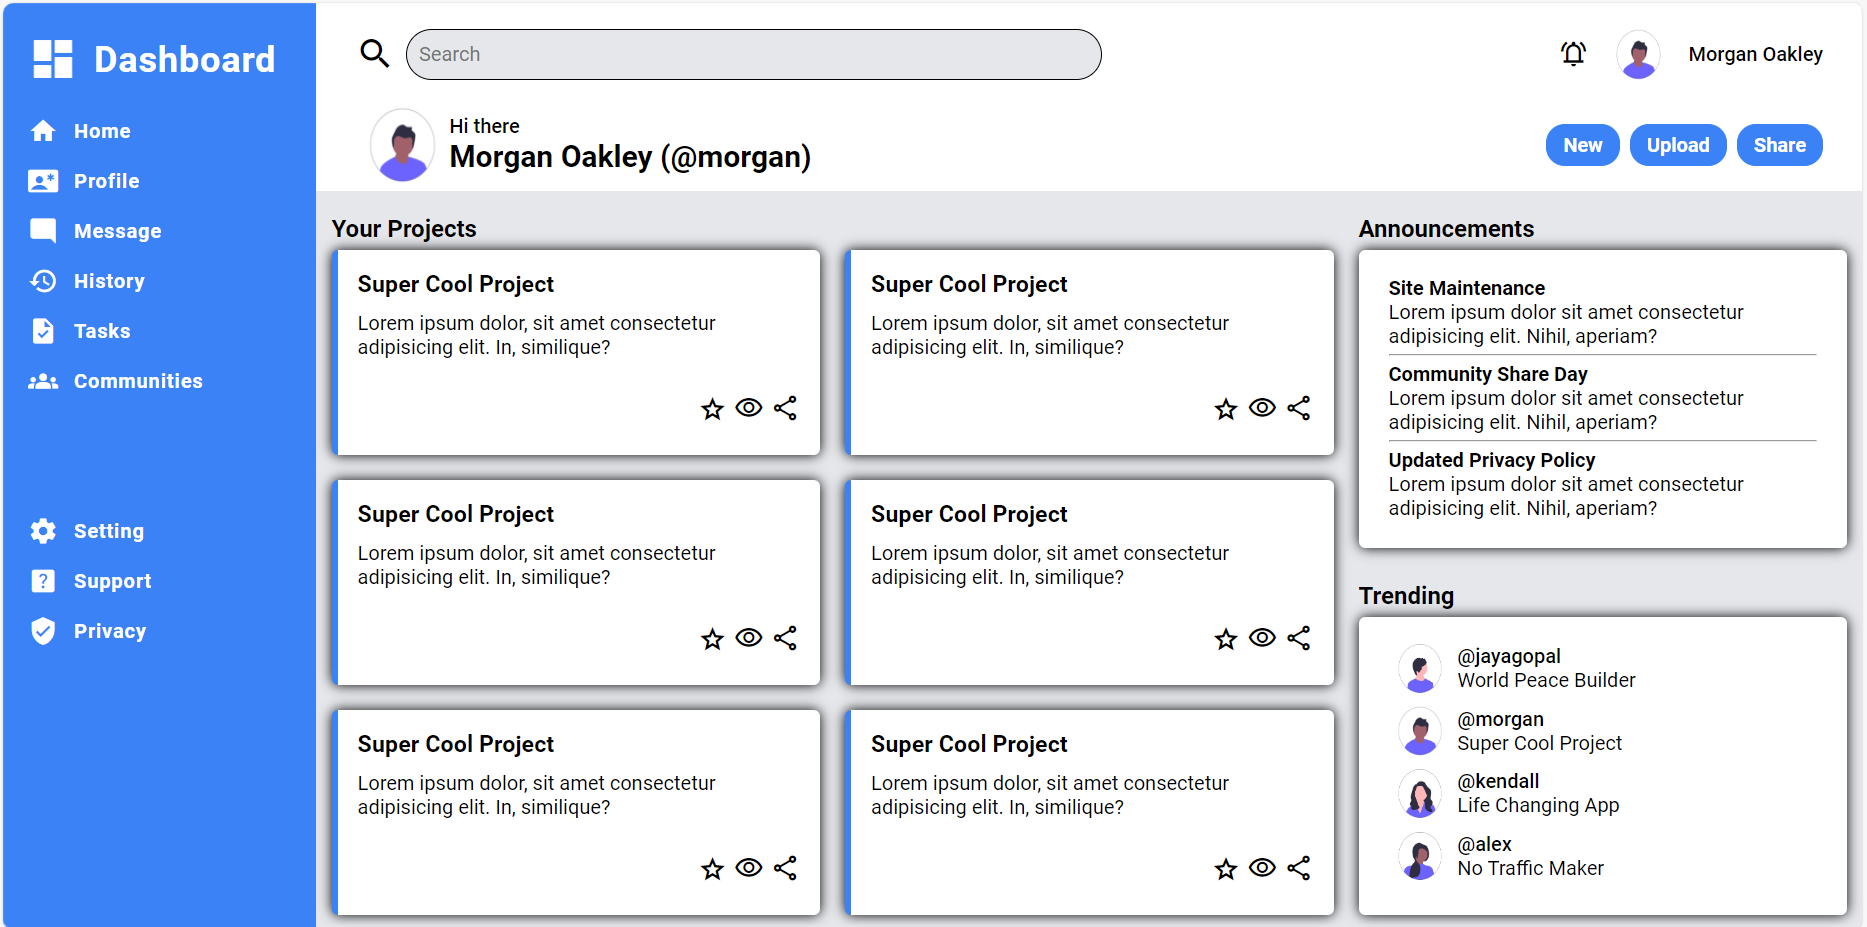 Dashboard
Home
Profile
Message
History
Tasks
Communities
Setting
Support
Privacy
Search
Morgan Oakley
Hi there
Morgan Oakley (@morgan)
New
Upload
Share
Your Projects
Super Cool Project
Lorem ipsum dolor, sit amet consectetur
adipisicing elit. In, similique?
Super Cool Project
Lorem ipsum dolor, sit amet consectetur
adipisicing elit. In, similique?
Super Cool Project
Lorem ipsum dolor, sit amet consectetur
adipisicing elit. In, similique?
Super Cool Project
Lorem ipsum dolor, sit amet consectetur
adipisicing elit. In, similique?
Super Cool Project
Lorem ipsum dolor, sit amet consectetur
adipisicing elit. In, similique?
Super Cool Project
Lorem ipsum dolor, sit amet consectetur
adipisicing elit. In, similique?
Announcements
Site Maintenance
Lorem ipsum dolor sit amet consectetur
adipisicing elit. Nihil, aperiam?
Community Share Day
Lorem ipsum dolor sit amet consectetur
adipisicing elit. Nihil, aperiam?
Updated Privacy Policy
Lorem ipsum dolor sit amet consectetur
adipisicing elit. Nihil, aperiam?
Trending
@jayagopal
World Peace Builder
@morgan
Super Cool Project
@kendall
Life Changing App
@alex
No Traffic Maker